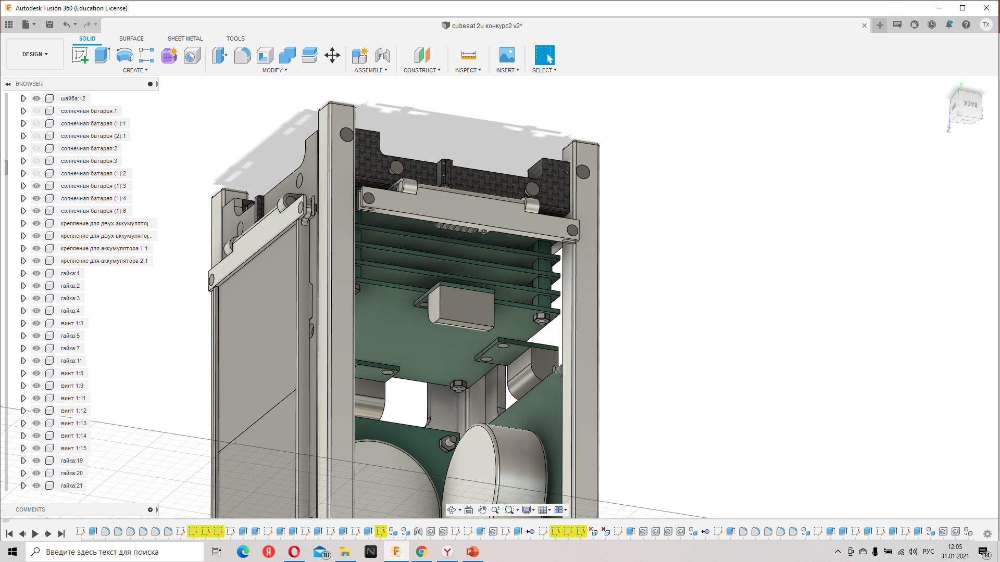 Autodesk Fusion 360 (Education License)
cubesat 2u конкурс2 v2*
TX
SOLID
SURFACE
SHEET METAL
TOOLS
DESIGN
CREATE
MODIFY
ASSEMBLE
CONSTRUCT
INSPECT
INSERT
SELECT
BROWSER
шайба:12
солнечная батарея:1
солнечная батарея (1):1
солнечная батарея (2):1
солнечная батарея:2
солнечная батарея:3
солнечная батарея (1):2
солнечная батарея (1):3
солнечная батарея (1):4
солнечная батарея (1):6
крепление для двух аккумулятор...
крепление для двух аккумулятор...
крепление для аккумулятора 1:1
крепление для аккумулятора 2:1
гайка:1
гайка:2
гайка:3
гайка:4
винт 1:3
гайка:5
гайка:7
гайка:11
винт 1:8
винт 1:9
винт 1:11
винт 1:12
винт 1:13
винт 1:14
винт 1:15
гайка:19
гайка:20
гайка:21
COMMENTS
Y
BACK
Z
Введите здесь текст для поиска
10
РУС
12:05
31.01.2021
14